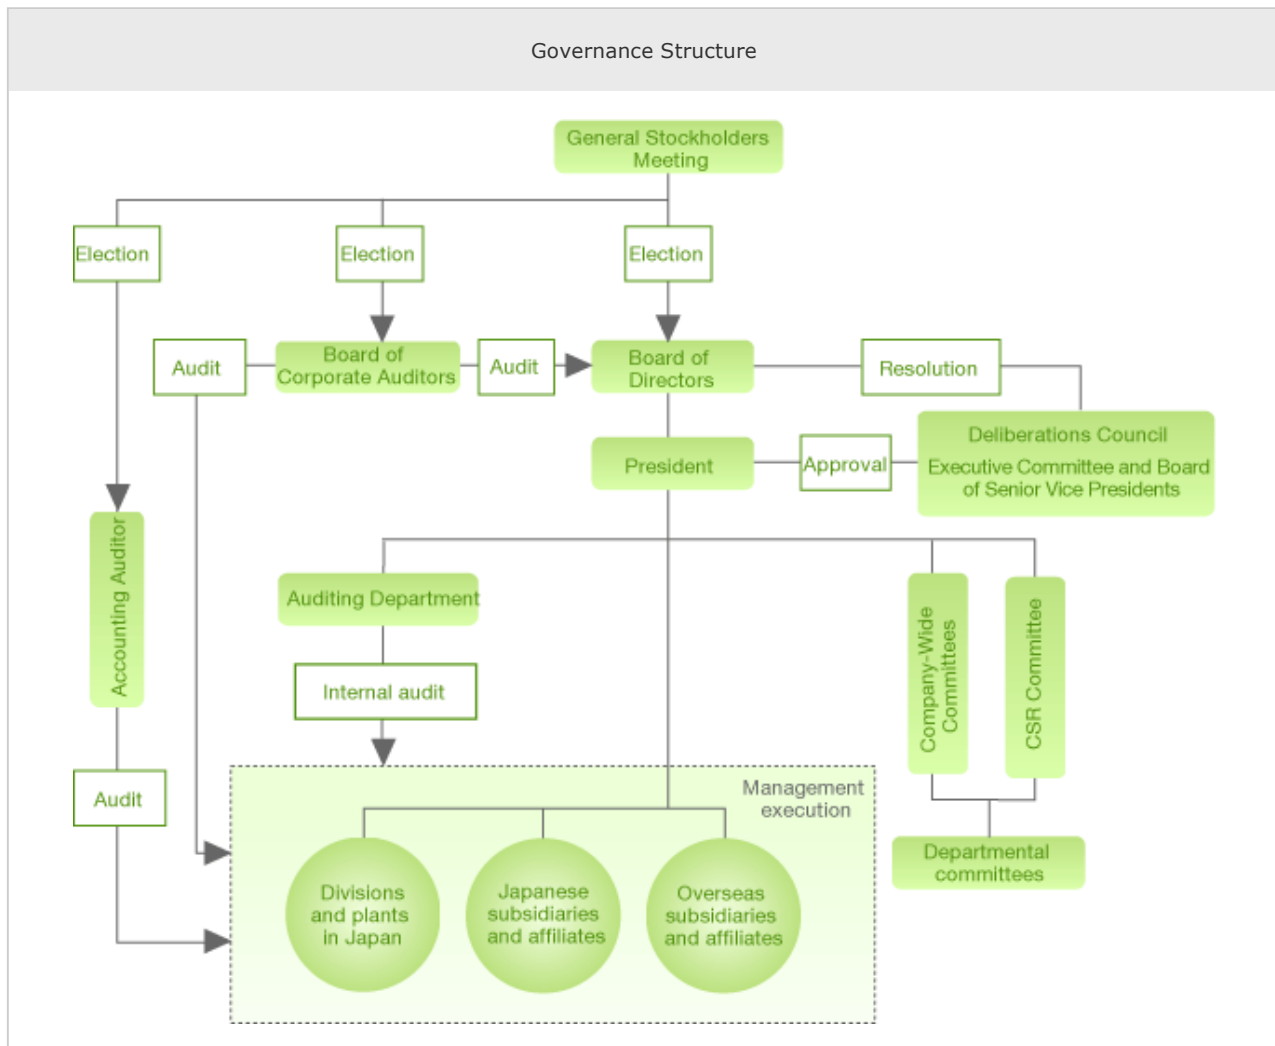 Governance Structure
General Stockholders
Meeting
Election
Election
Election
Audit
Board of
Corporate Auditors
Audit
Board of
Directors
Resolution
President
Approval
Deliberations Council
Executive Committee and Board
of Senior Vice Presidents
Accounting Auditor
Auditing Department
Company-Wide
Committees
CSR Committee
Internal audit
Audit
Management
execution
Divisions
and plants
in Japan
Japanese
subsidiaries
and affiliates
Overseas
subsidiaries
and affiliates
Departmental
committees